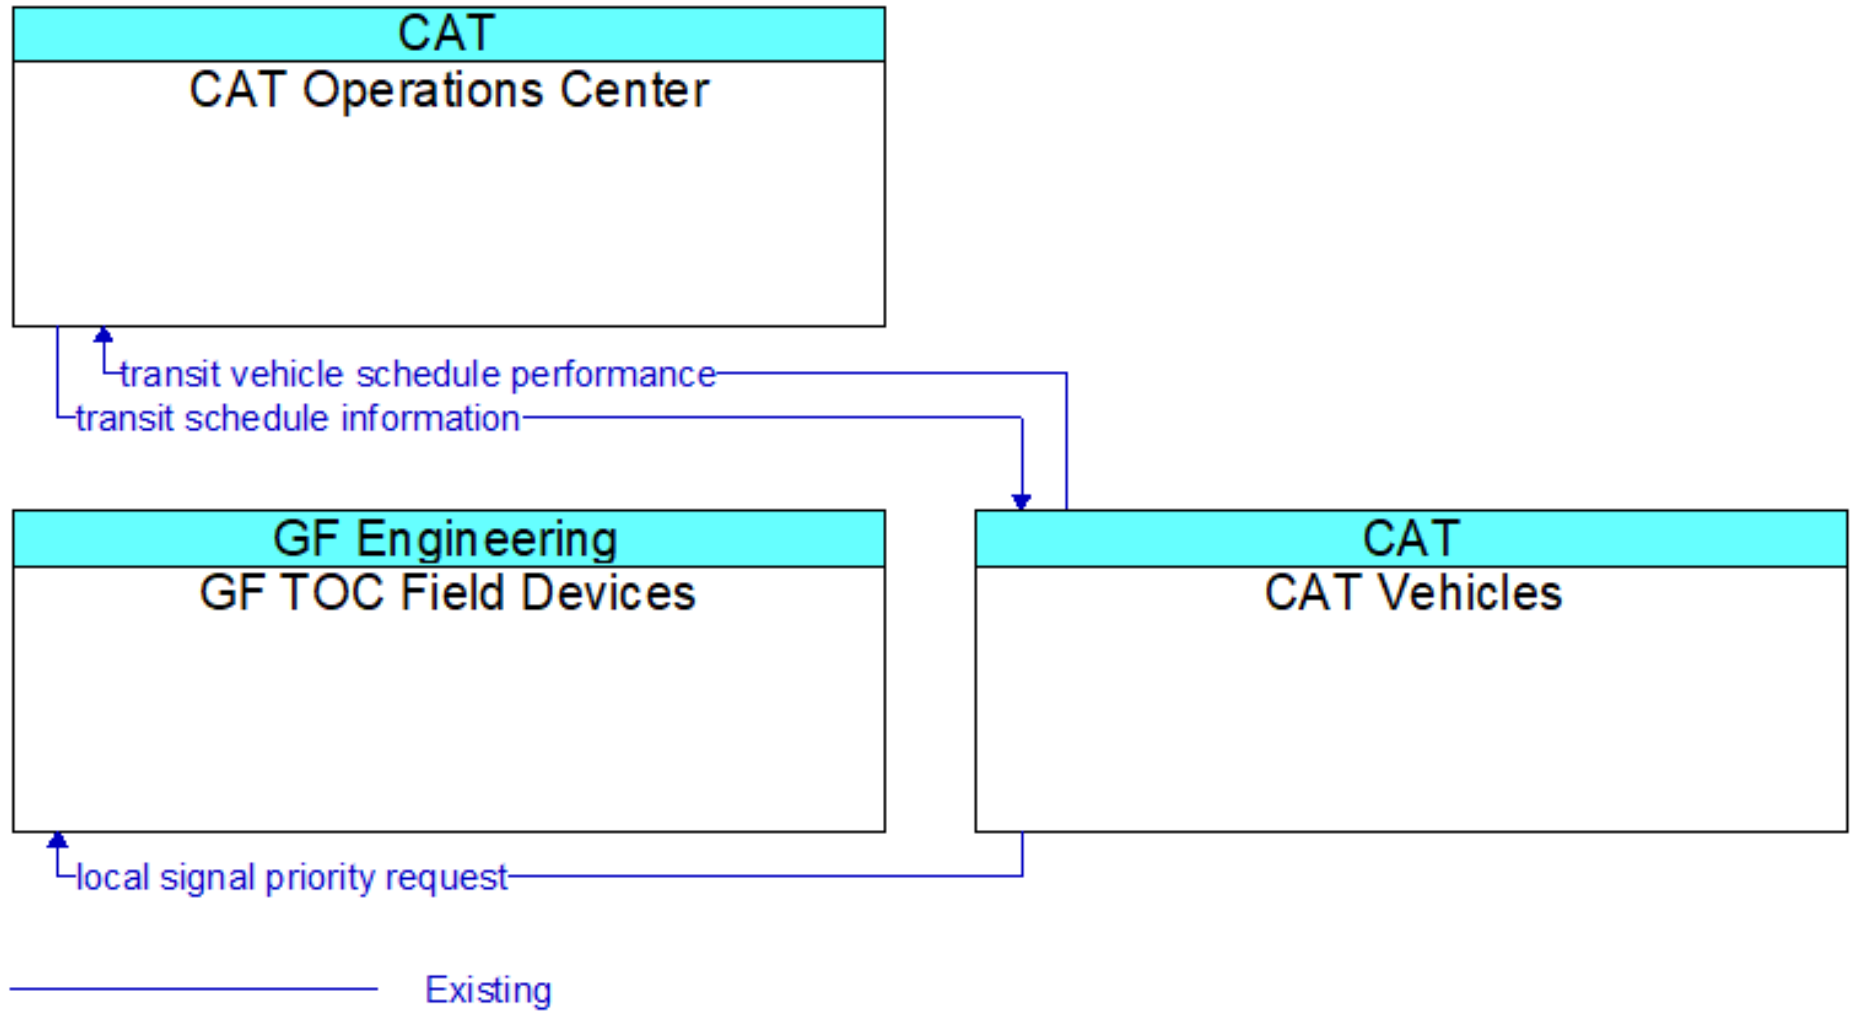 CAT
CAT Operations Center
transit vehicle schedule performance
transit schedule information
GF Engineering
GF TOC Field Devices
CAT
CAT Vehicles
local signal priority request
Existing